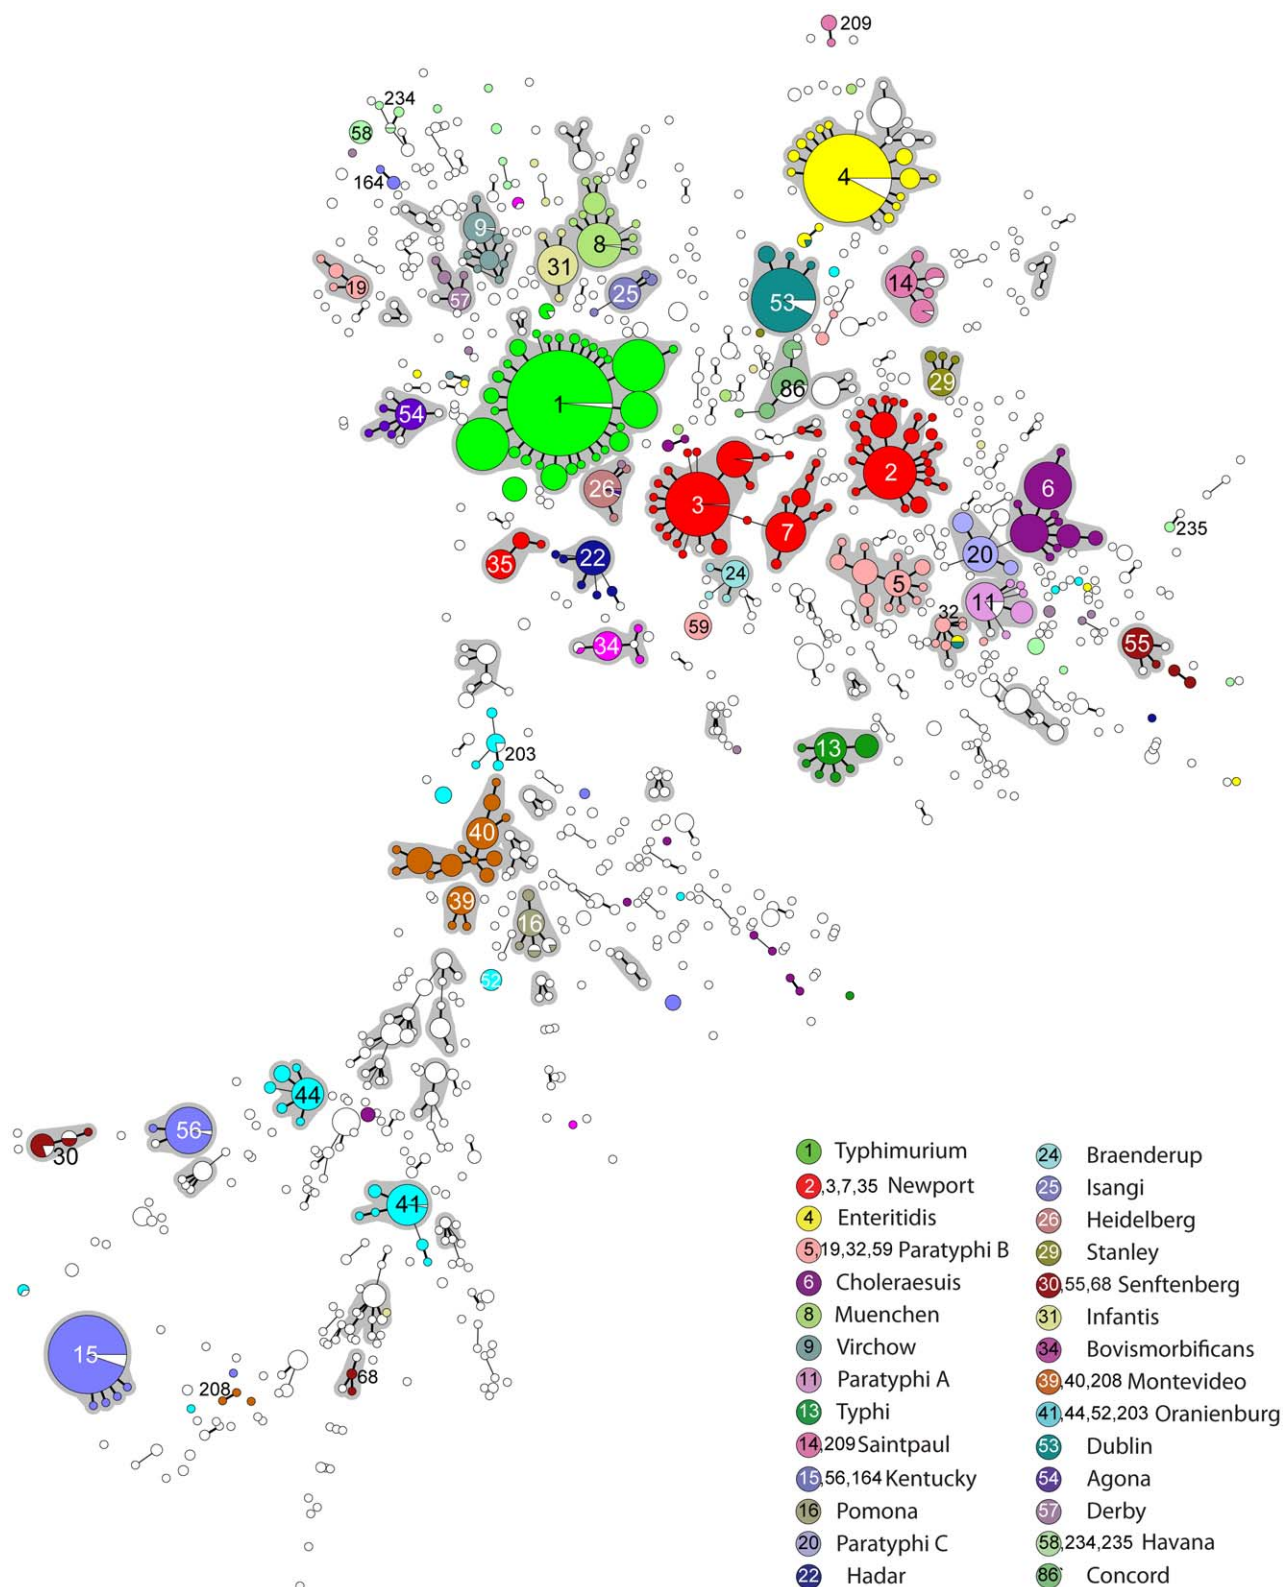 209
234
58
4
164
9
8
31
14
19
57
25
53
29
86
1
54
2
6
26
3
7
235
20
35
22
24
5
11
32
59
55
34
13
203
40
39
16
52
44
56
30
41
15
68
208
1 Typhimurium
2,3,7,35 Newport
4 Enteritidis
5,19,32,59 Paratyphi B
6 Choleraesuis
8 Muenchen
9 Virchow
11 Paratyphi A
13 Typhi
14,209 Saintpaul
15,56,164 Kentucky
16 Pomona
20 Paratyphi C
22 Hadar
24 Braenderup
25 Isangi
26 Heidelberg
29 Stanley
30,55,68 Senftenberg
31 Infantis
34 Bovismorbificans
39,40,208 Montevideo
41,44,52,203 Oranienburg
53 Dublin
54 Agona
57 Derby
58,234,235 Havana
86 Concord